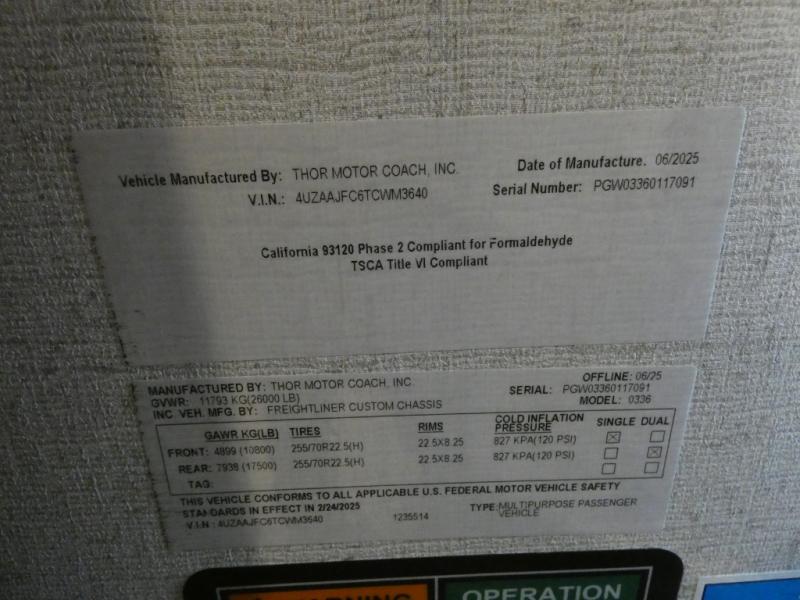 Vehicle Manufactured By: THOR MOTOR COACH, INC. Date of Manufacture. 06/2025
V.I.N.: 4UZAAJFC6TCWM3640 Serial Number: PGW03360117091
California 93120 Phase 2 Compliant for Formaldehyde
TSCA Title VI Compliant
MANUFACTURED BY: THOR MOTOR COACH, INC. OFFLINE: 06/25
GVWR: 11793 KG(26000 LB) SERIAL: PGW03360117091
INC. VEH. MFG. BY: FREIGHTLINER CUSTOM CHASSIS MODEL: 0336
GAWR KG(LB) TIRES RIMS COLD INFLATION PRESSURE SINGLE DUAL
FRONT: 4899 (10800) 255/70R22.5(H) 22.5X8.25 827 KPA(120 PSI)
REAR: 7938 (17500) 255/70R22.5(H) 22.5X8.25 827 KPA(120 PSI)
TAG:
THIS VEHICLE CONFORMS TO ALL APPLICABLE U.S. FEDERAL MOTOR VEHICLE SAFETY
STANDARDS IN EFFECT IN 2/24/2025 TYPE: MULTIPURPOSE PASSENGER VEHICLE
V.I.N.: 4UZAAJFC6TCWM3640 1235514
WARNING OPERATION